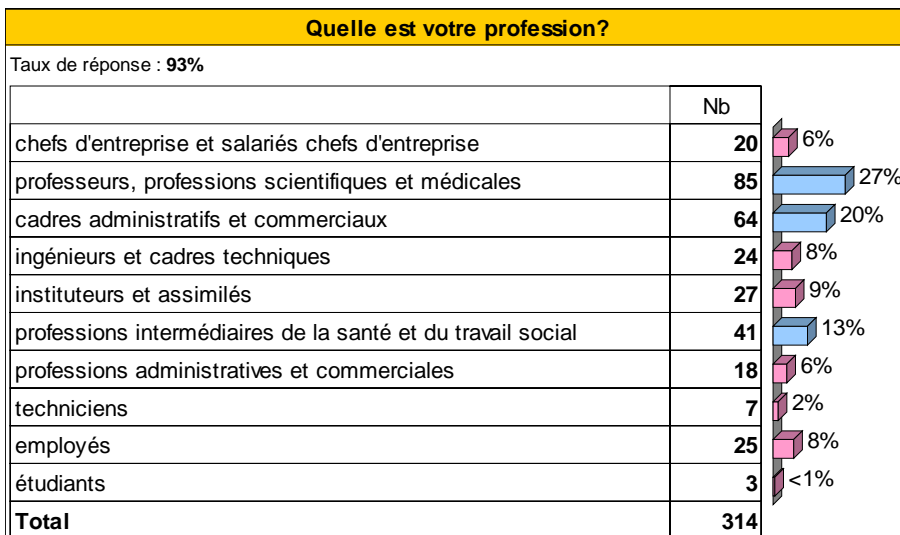 Quelle est votre profession?
Taux de réponse : 93%
Nb
chefs d'entreprise et salariés chefs d'entreprise 20 6%
professeurs, professions scientifiques et médicales 85 27%
cadres administratifs et commerciaux 64 20%
ingénieurs et cadres techniques 24 8%
instituteurs et assimilés 27 9%
professions intermédiaires de la santé et du travail social 41 13%
professions administratives et commerciales 18 6%
techniciens 7 2%
employés 25 8%
étudiants 3 <1%
Total 314